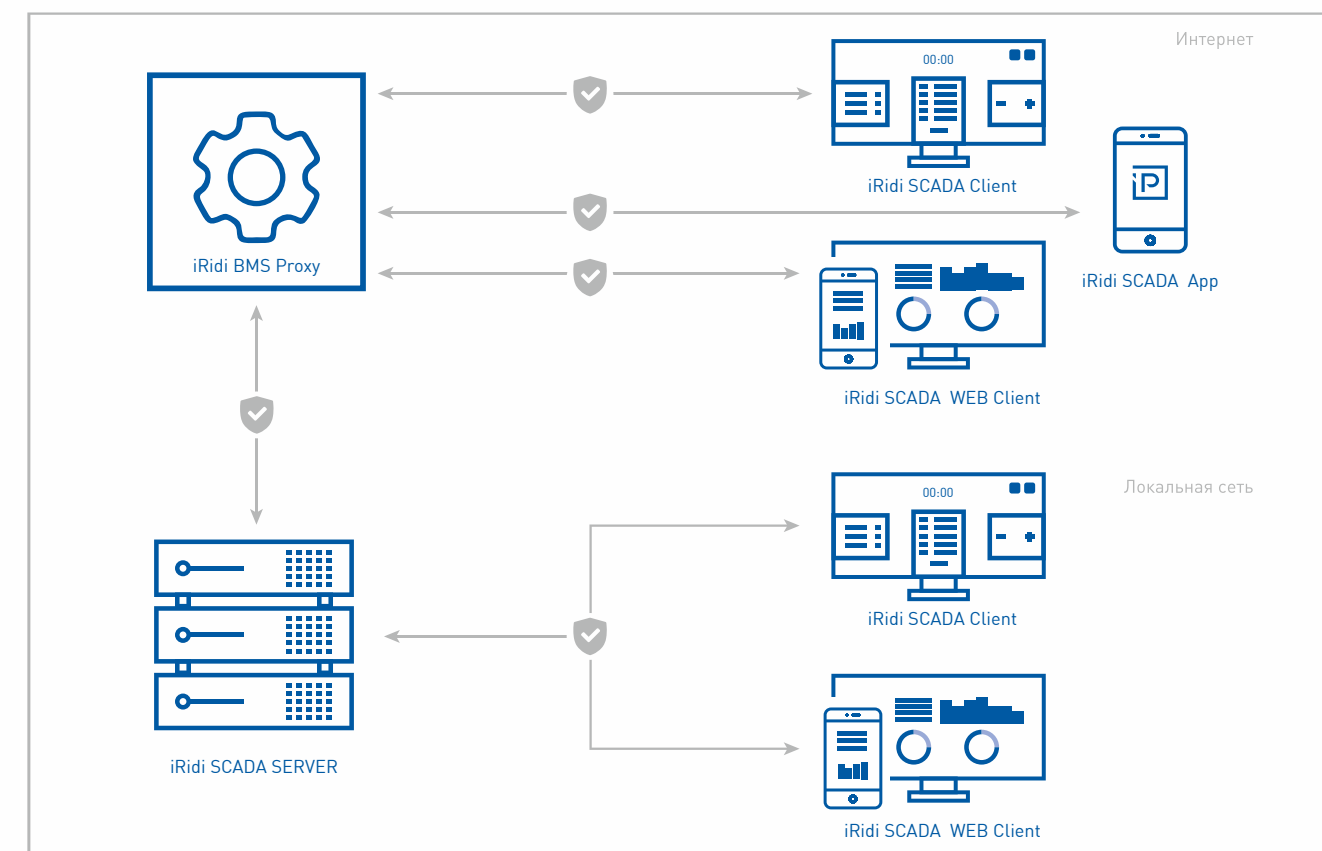 Интернет
00:00
iRidi SCADA Client
iRidi BMS Proxy
iP
iRidi SCADA App
iRidi SCADA WEB Client
Локальная сеть
00:00
iRidi SCADA Client
iRidi SCADA SERVER
iRidi SCADA WEB Client